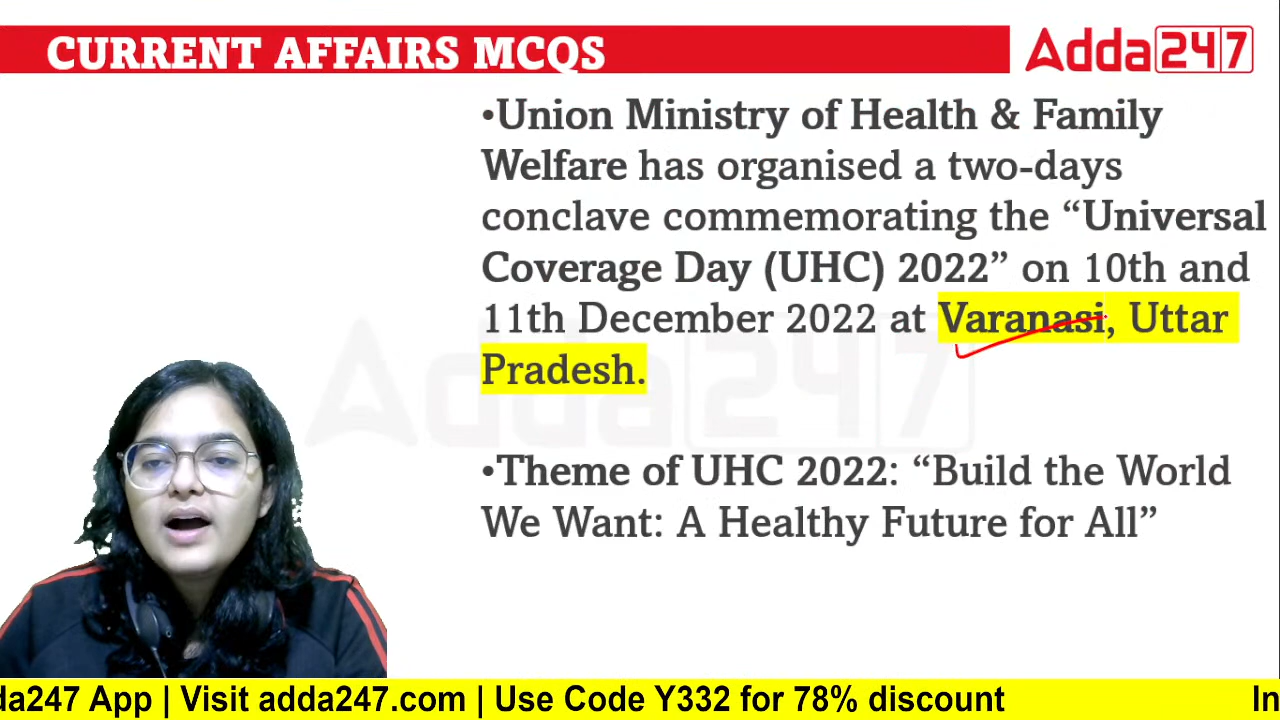 CURRENT AFFAIRS MCQS
Adda247
•Union Ministry of Health & Family
Welfare has organised a two-days
conclave commemorating the “Universal
Coverage Day (UHC) 2022” on 10th and
11th December 2022 at Varanasi, Uttar
Pradesh.
Adda247
•Theme of UHC 2022: “Build the World
We Want: A Healthy Future for All”
da247 App | Visit adda247.com | Use Code Y332 for 78% discount In